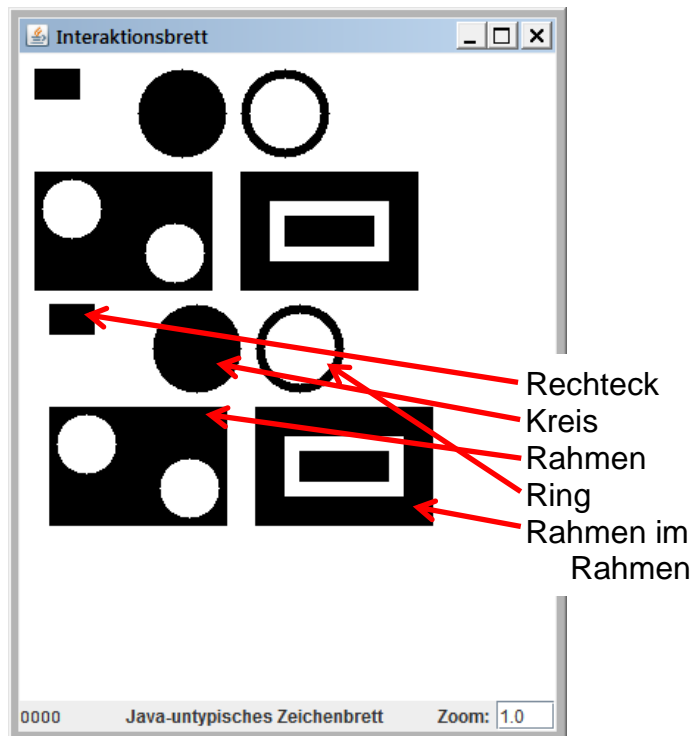 Interaktionsbrett
Rechteck
Kreis
Rahmen
Ring
Rahmen im
Rahmen
0000 Java-untypisches Zeichenbrett Zoom: 1.0